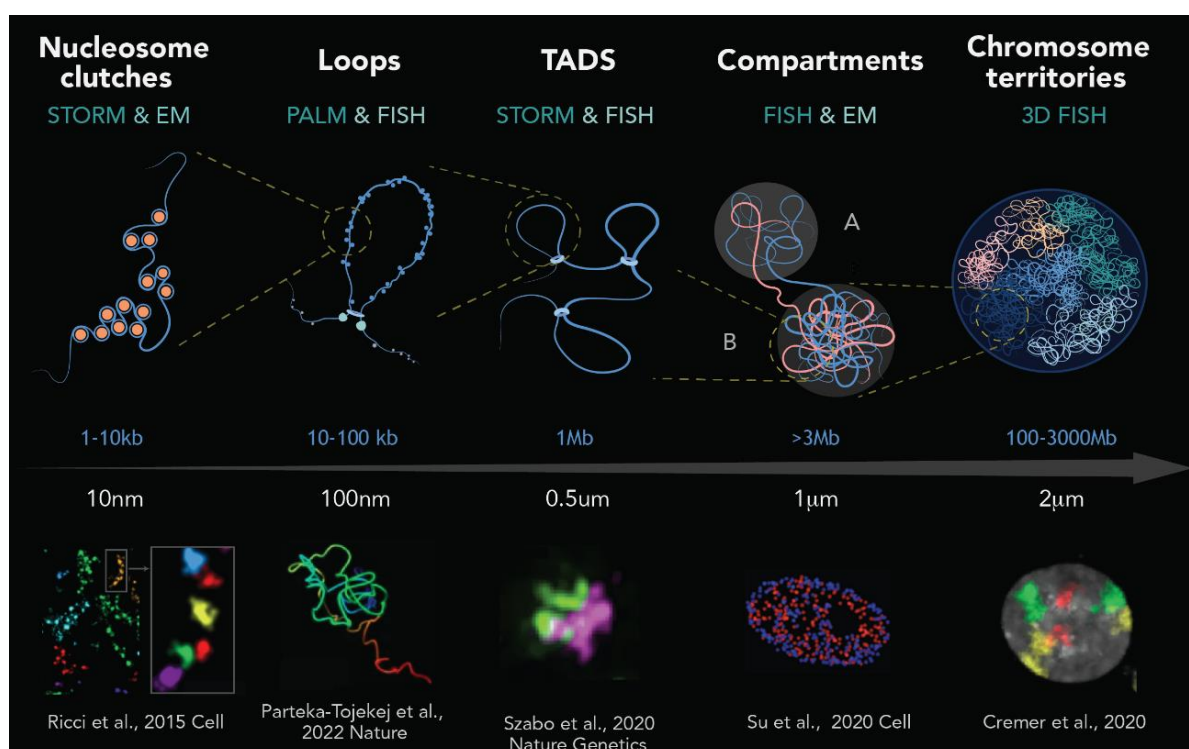 Nucleosome
clutches
Loops
TADS
Compartments
Chromosome
territories
STORM & EM
PALM & FISH
STORM & FISH
FISH & EM
3D FISH
A
B
1-10kb
10-100 kb
1Mb
>3Mb
100-3000Mb
10nm
100nm
0.5um
1μm
2μm
Ricci et al., 2015 Cell
Parteka-Tojekej et al.,
2022 Nature
Szabo et al., 2020
Nature Genetics
Su et al., 2020 Cell
Cremer et al., 2020